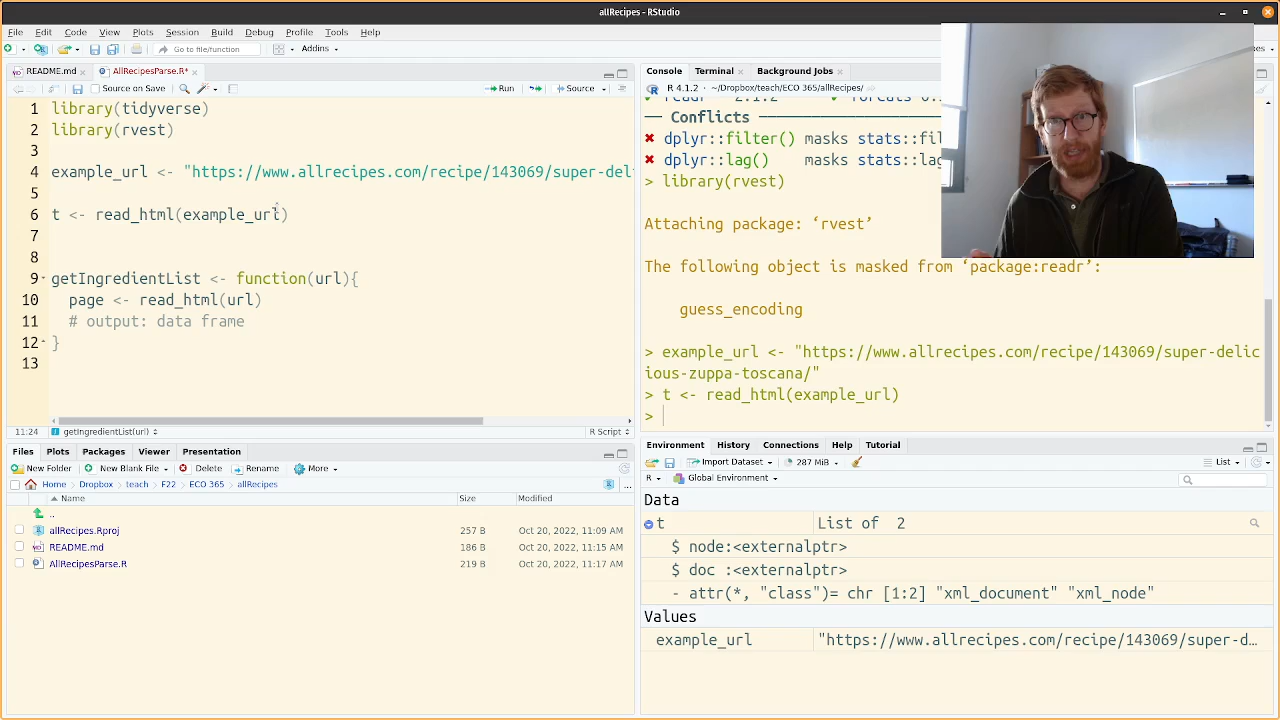 allRecipes - RStudio
File Edit Code View Plots Session Build Debug Profile Tools Help
Go to file/function Addins
README.md AllRecipesParse.R*
Source on Save Run Source
1 library(tidyverse)
2 library(rvest)
3
4 example_url <- "https://www.allrecipes.com/recipe/143069/super-deli
5
6 t <- read_html(example_url)
7
8
9 getIngredientList <- function(url){
10 page <- read_html(url)
11 # output: data frame
12 }
13
11:24 getIngredientList(url) R Script
Files Plots Packages Viewer Presentation
New Folder New Blank File Delete Rename More
Home Dropbox teach F22 ECO 365 allRecipes ...
Name Size Modified
..
allRecipes.Rproj 257 B Oct 20, 2022, 11:09 AM
README.md 186 B Oct 20, 2022, 11:15 AM
AllRecipesParse.R 219 B Oct 20, 2022, 11:17 AM
Console Terminal Background Jobs
R 4.1.2 · ~/Dropbox/teach/ECO 365/allRecipes/
── Conflicts ──
✖ dplyr::filter() masks stats::fil
✖ dplyr::lag() masks stats::lag
> library(rvest)
Attaching package: ‘rvest’
The following object is masked from ‘package:readr’:
guess_encoding
> example_url <- "https://www.allrecipes.com/recipe/143069/super-delic
ious-zuppa-toscana/"
> t <- read_html(example_url)
>
Environment History Connections Help Tutorial
Import Dataset 287 MiB List
R Global Environment
Data
t List of 2
$ node:<externalptr>
$ doc :<externalptr>
- attr(*, "class")= chr [1:2] "xml_document" "xml_node"
Values
example_url "https://www.allrecipes.com/recipe/143069/super-d…